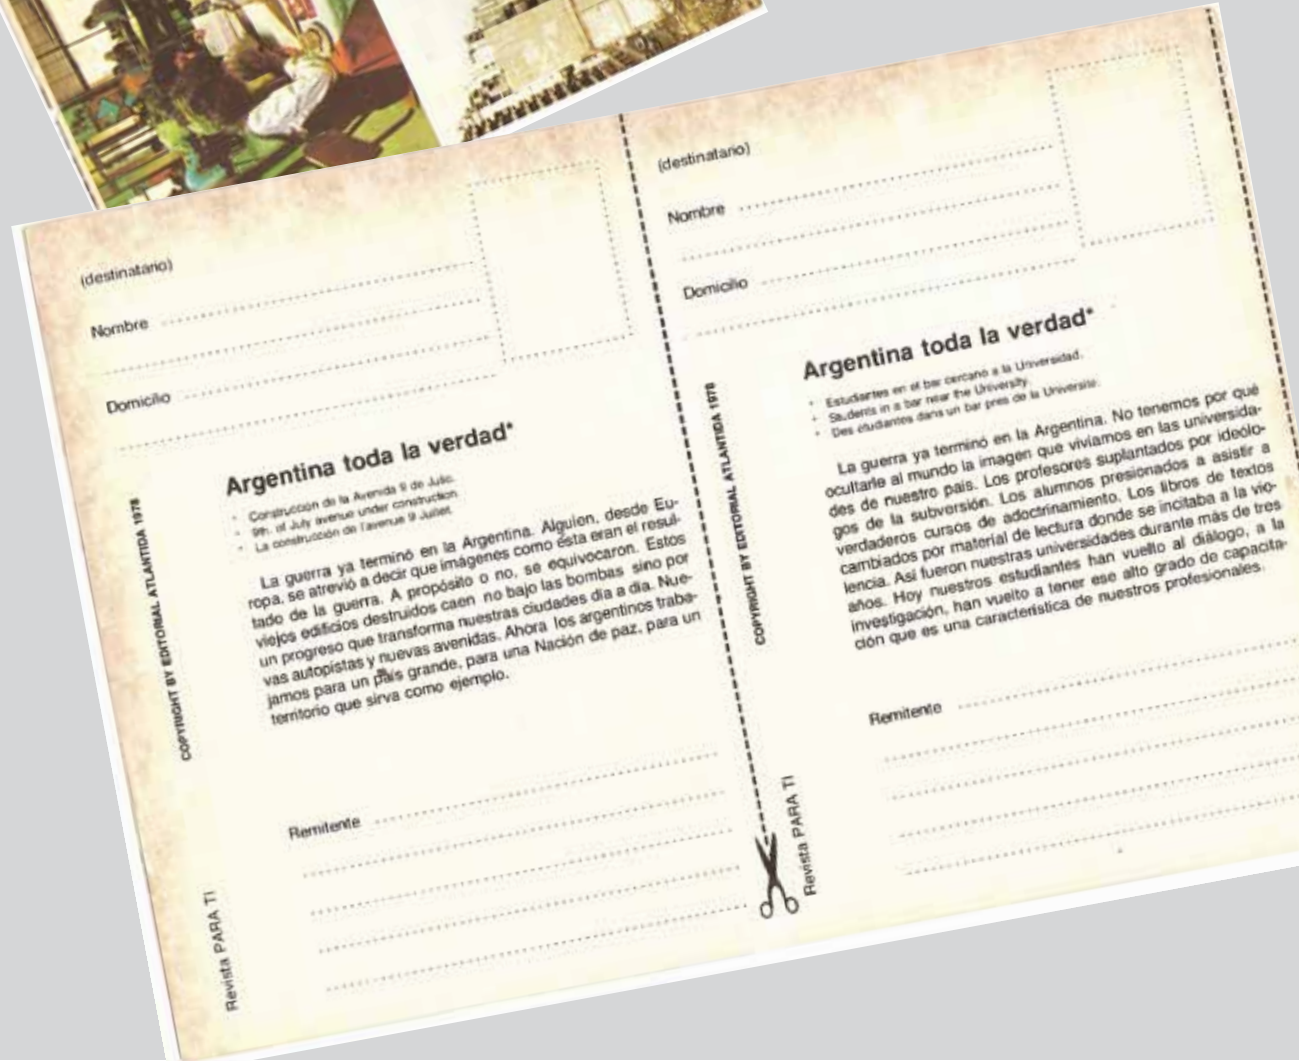 (destinatario)
Nombre
Domicilio
Argentina toda la verdad*
• Construcción de la Avenida 9 de Julio.
• 9th. of July avenue under construction.
• La construcción de l'avenue 9 Juillet.
La guerra ya terminó en la Argentina. Alguien, desde Eu-
ropa, se atrevió a decir que imágenes como ésta eran el resul-
tado de la guerra. A propósito o no, se equivocaron. Estos
viejos edificios destruidos caen no bajo las bombas sino por
un progreso que transforma nuestras ciudades día a día. Nue-
vas autopistas y nuevas avenidas. Ahora los argentinos traba-
jamos para un país grande, para una Nación de paz, para un
territorio que sirva como ejemplo.
COPYRIGHT BY EDITORIAL ATLANTIDA 1978
Remitente
Revista PARA TI
(destinatario)
Nombre
Domicilio
Argentina toda la verdad*
• Estudiantes en el bar cercano a la Universidad.
• Students in a bar near the University.
• Des etudiantes dans un bar pres de la Universite.
La guerra ya terminó en la Argentina. No tenemos por qué
ocultarle al mundo la imagen que vivíamos en las universida-
des de nuestro país. Los profesores suplantados por ideólo-
gos de la subversión. Los alumnos presionados a asistir a
verdaderos cursos de adoctrinamiento. Los libros de textos
cambiados por material de lectura donde se incitaba a la vio-
lencia. Así fueron nuestras universidades durante más de tres
años. Hoy nuestros estudiantes han vuelto al diálogo, a la
investigación, han vuelto a tener ese alto grado de capacita-
ción que es una característica de nuestros profesionales.
COPYRIGHT BY EDITORIAL ATLANTIDA 1978
Remitente
Revista PARA TI